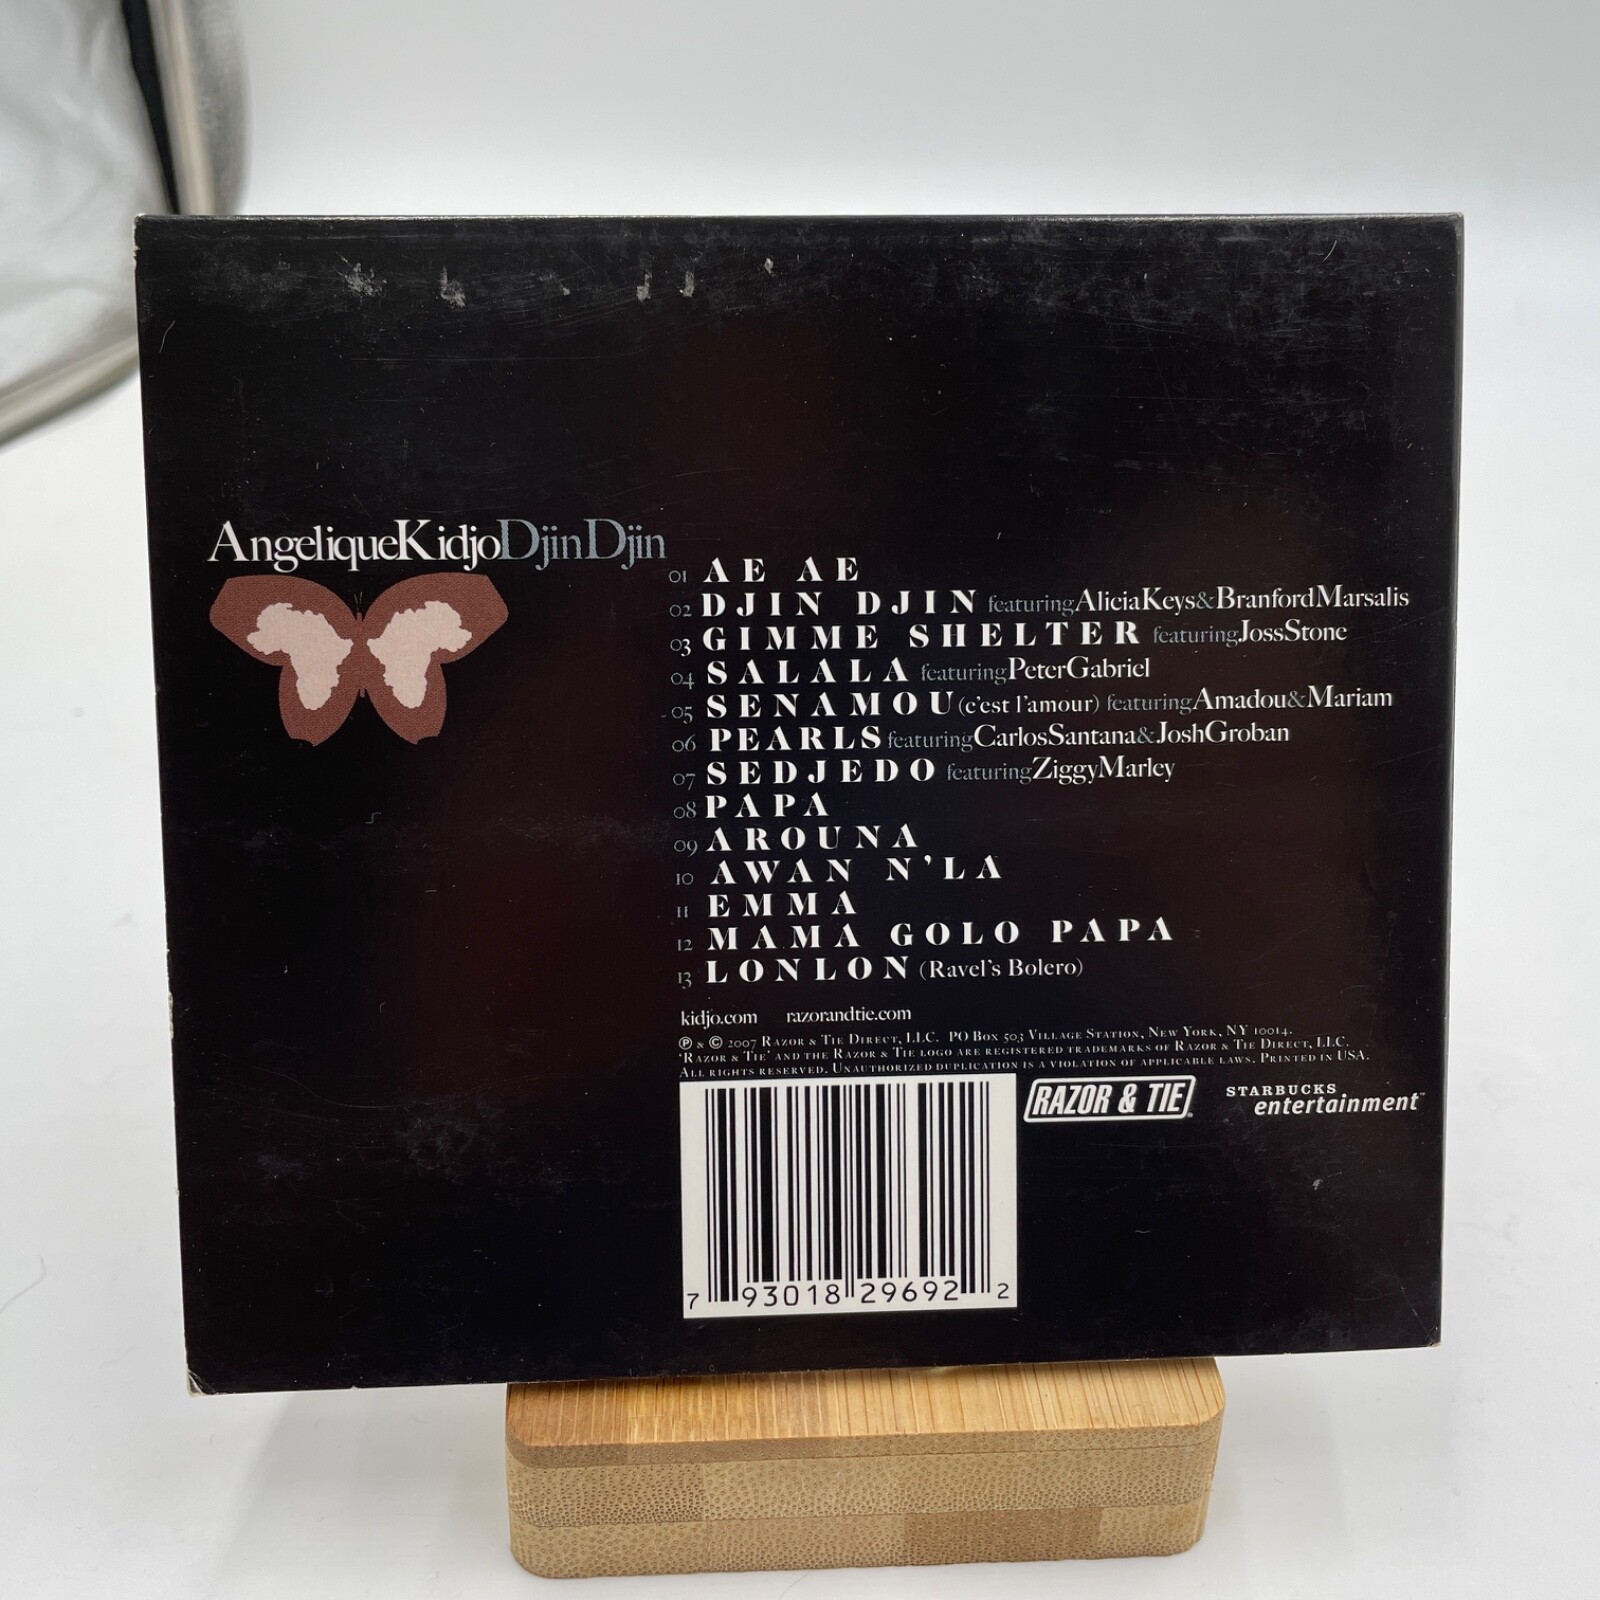 AngeliqueKidjoDjinDjin
01 AE AE
02 DJIN DJIN featuringAliciaKeys&BranfordMarsalis
03 GIMME SHELTER featuringJossStone
04 SALALA featuringPeterGabriel
05 SENAMOU (c'est l'amour) featuringAmadou&Mariam
06 PEARLS featuringCarlosSantana&JoshGroban
07 SEDJEDO featuringZiggyMarley
08 PAPA
09 AROUNA
10 AWAN N'LA
11 EMMA
12 MAMA GOLO PAPA
13 LONLON (Ravel's Bolero)
kidjo.com razorandtie.com
℗ & © 2007 Razor & Tie Direct, LLC. PO Box 503 Village Station, New York, NY 10014.
'Razor & Tie' and the Razor & Tie logo are registered trademarks of Razor & Tie Direct, LLC.
All rights reserved. Unauthorized duplication is a violation of applicable laws. Printed in USA.
RAZOR & TIE
STARBUCKS
entertainment™
7 93018 29692 2